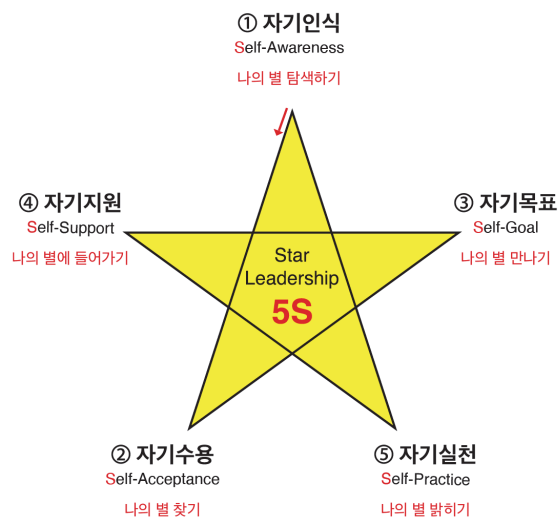 ① 자기인식
Self-Awareness
나의 별 탐색하기
④ 자기지원
Self-Support
나의 별에 들어가기
③ 자기목표
Self-Goal
나의 별 만나기
Star
Leadership
5S
② 자기수용
Self-Acceptance
나의 별 찾기
⑤ 자기실천
Self-Practice
나의 별 밝히기